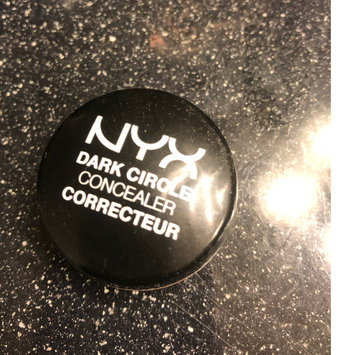 NYX
DARK CIRCLE
CONCEALER
CORRECTEUR